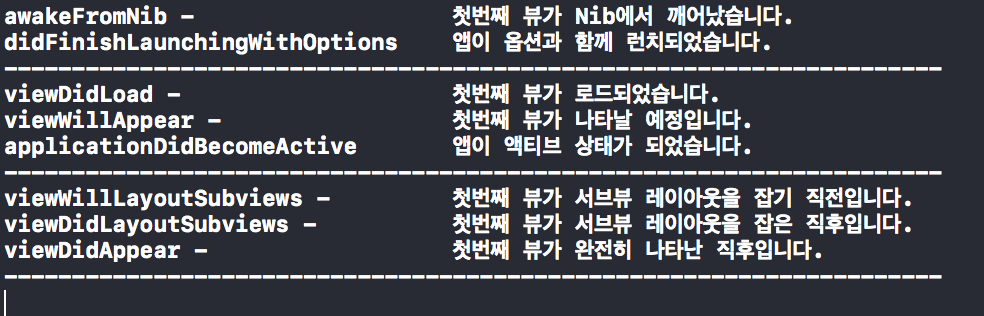 awakeFromNib - 첫번째 뷰가 Nib에서 깨어났습니다.
didFinishLaunchingWithOptions 앱이 옵션과 함께 런치되었습니다.
---------------------------------------------------------------------
viewDidLoad - 첫번째 뷰가 로드되었습니다.
viewWillAppear - 첫번째 뷰가 나타날 예정입니다.
applicationDidBecomeActive 앱이 액티브 상태가 되었습니다.
---------------------------------------------------------------------
viewWillLayoutSubviews - 첫번째 뷰가 서브뷰 레이아웃을 잡기 직전입니다.
viewDidLayoutSubviews - 첫번째 뷰가 서브뷰 레이아웃을 잡은 직후입니다.
viewDidAppear - 첫번째 뷰가 완전히 나타난 직후입니다.
---------------------------------------------------------------------